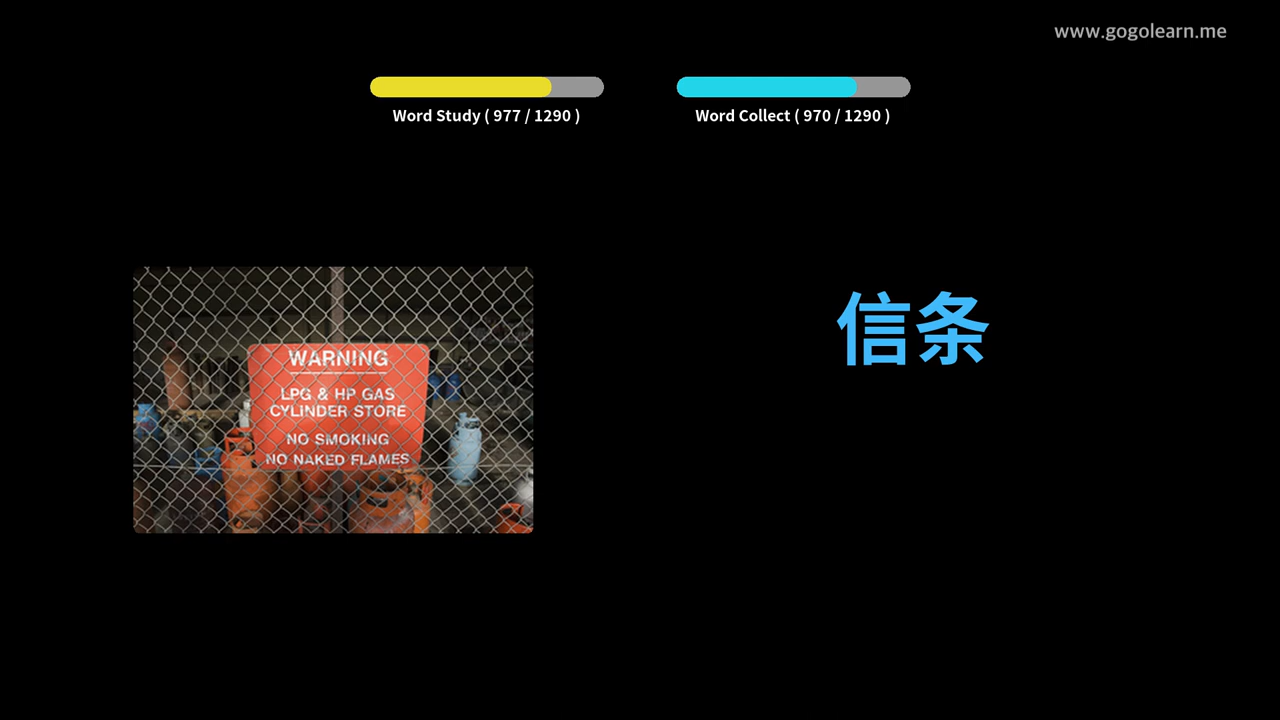 www.gogolearn.me
Word Study ( 977 / 1290 )
Word Collect ( 970 / 1290 )
WARNING
LPG & HP GAS
CYLINDER STORE
NO SMOKING
NO NAKED FLAMES
信条